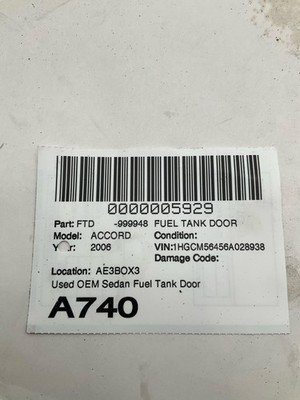 0000005929
Part: FTD -999948 FUEL TANK DOOR
Model: ACCORD Condition:
Year: 2006 VIN:1HGCM56456A028938
Damage Code:
Location: AE3BOX3
Used OEM Sedan Fuel Tank Door
A740